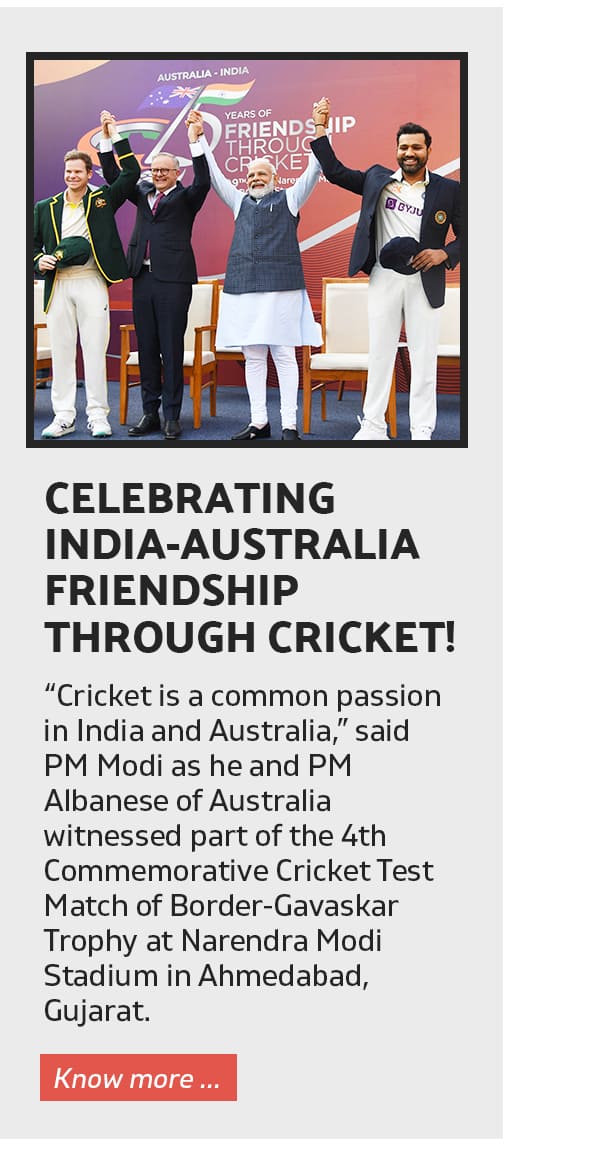 AUSTRALIA - INDIA
75
YEARS OF
FRIENDSHIP
THROUGH
CRICKET
BYJU
CELEBRATING
INDIA-AUSTRALIA
FRIENDSHIP
THROUGH CRICKET!
“Cricket is a common passion
in India and Australia,” said
PM Modi as he and PM
Albanese of Australia
witnessed part of the 4th
Commemorative Cricket Test
Match of Border-Gavaskar
Trophy at Narendra Modi
Stadium in Ahmedabad,
Gujarat.
Know more ...